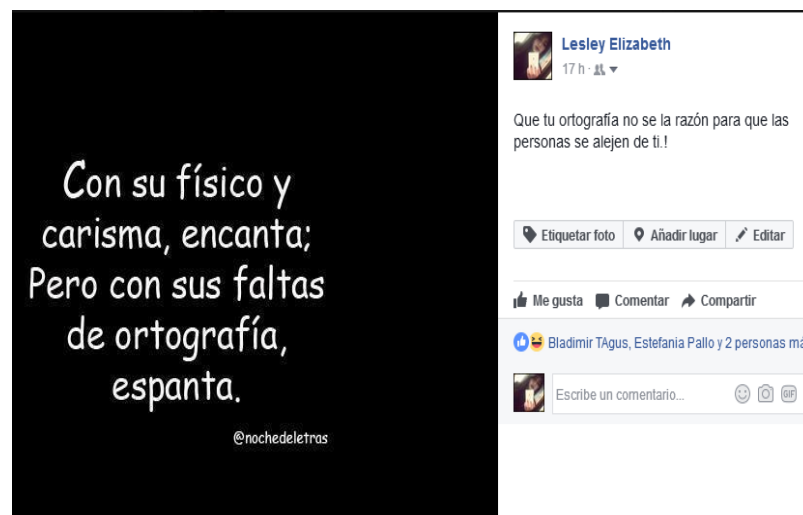 Con su físico y
carisma, encanta;
Pero con sus faltas
de ortografía,
espanta.
@nochedeletras
Lesley Elizabeth
17 h ·
Que tu ortografía no se la razón para que las
personas se alejen de ti.!
Etiquetar foto Añadir lugar Editar
Me gusta Comentar Compartir
Bladimir TAgus, Estefania Pallo y 2 personas má
Escribe un comentario... GIF